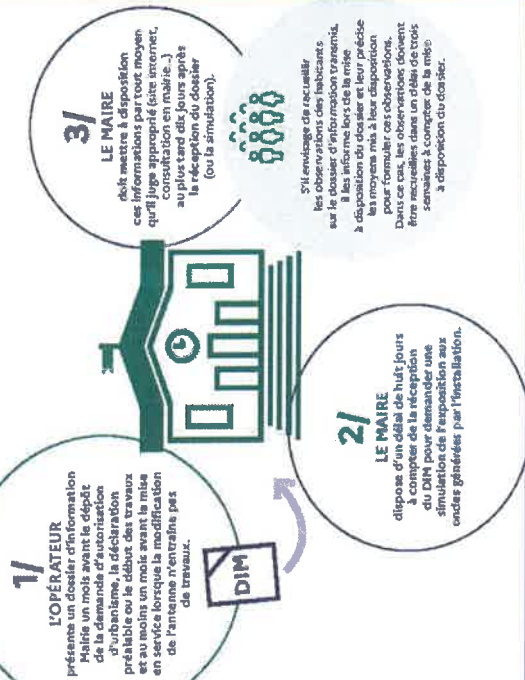 1/
L'OPÉRATEUR
présente un dossier d'information
Mairie un mois avant le dépôt
de la demande d'autorisation
d'urbanisme, la déclaration
préalable ou le début des travaux
et au moins un mois avant la mise
en service lorsque la modification
de l'antenne n'entraîne pas
de travaux.
DIM
2/
LE MAIRE
dispose d'un délai de huit jours
à compter de la réception
du DIM pour demander une
simulation de l'exposition aux
ondes générées par l'installation.
3/
LE MAIRE
doit mettre à disposition
ces informations par tout moyen
qu'il juge approprié (site internet,
consultation en mairie...)
au plus tard dix jours après
la réception du dossier
(ou la simulation).
S'il envisage de recueillir
les observations des habitants
sur le dossier d'information transmis,
il les informe lors de la mise
à disposition du dossier et leur précise
les moyens mis à leur disposition
pour formuler ces observations.
Dans ce cas, les observations doivent
être recueillies dans un délai de trois
semaines à compter de la mise
à disposition du dossier.